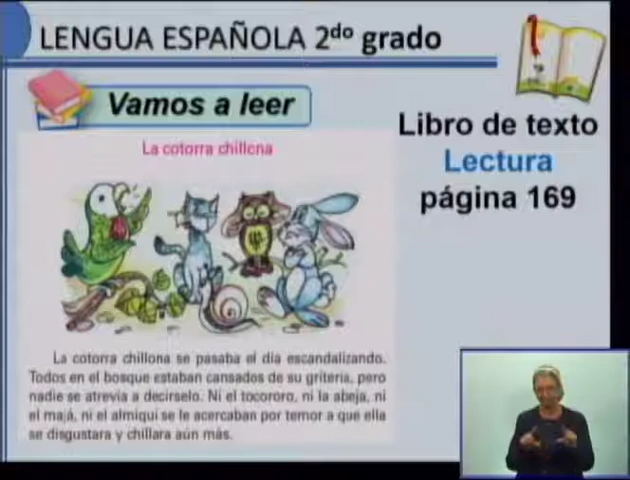 LENGUA ESPAÑOLA 2do grado
Vamos a leer
La cotorra chillona
Libro de texto
Lectura
página 169
La cotorra chillona se pasaba el día escandalizando.
Todos en el bosque estaban cansados de su gritería, pero
nadie se atrevía a decírselo. Ni el tocororo, ni la abeja, ni
el majá, ni el almiquí se le acercaban por temor a que ella
se disgustara y chillara aún más.